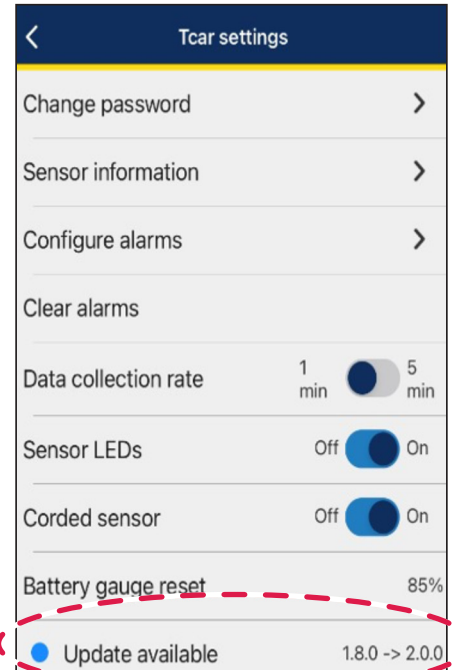 Tcar settings
Change password
Sensor information
Configure alarms
Clear alarms
Data collection rate 1 min 5 min
Sensor LEDs Off On
Corded sensor Off On
Battery gauge reset 85%
Update available 1.8.0 -> 2.0.0